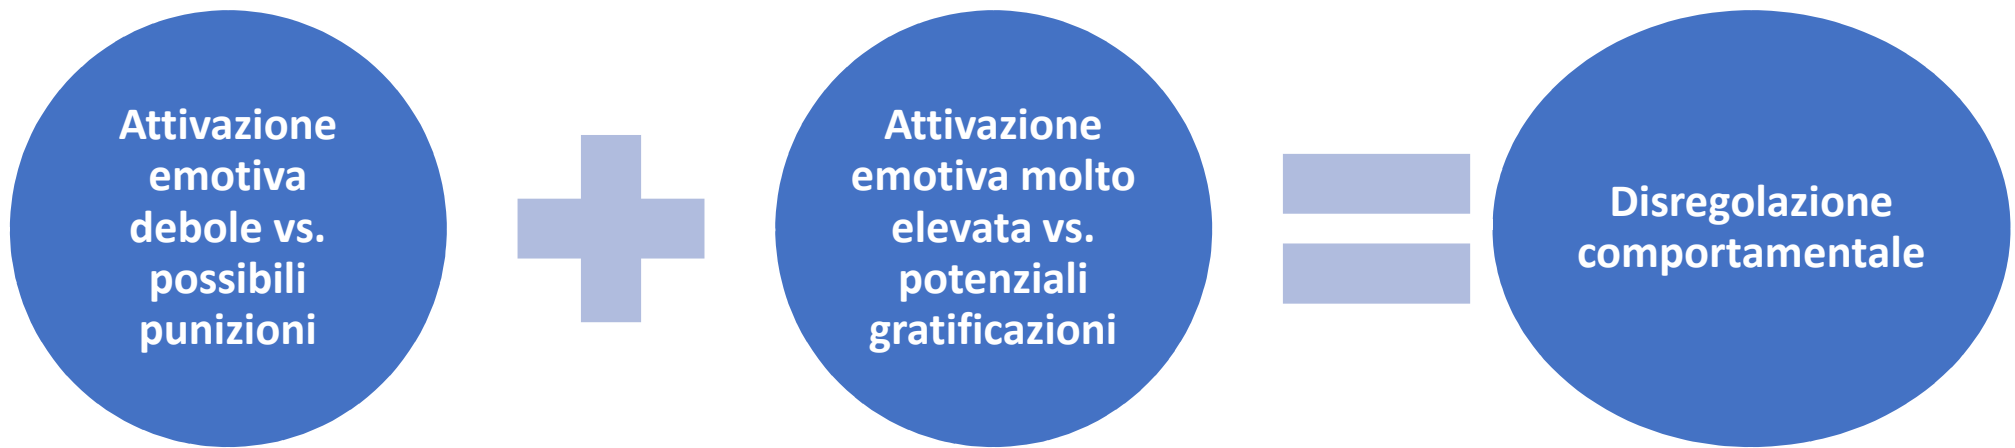 Attivazione
emotiva
debole vs.
possibili
punizioni
Attivazione
emotiva molto
elevata vs.
potenziali
gratificazioni
Disregolazione
comportamentale